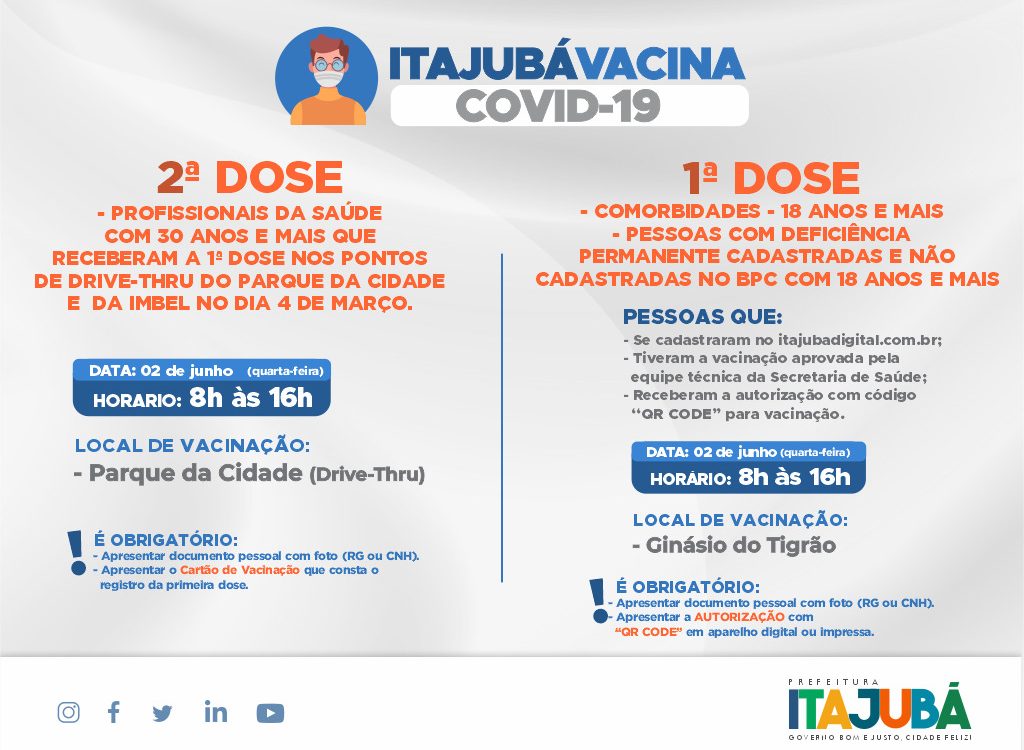 ITAJUBÁVACINA
COVID-19
2ª DOSE
- PROFISSIONAIS DA SAÚDE
COM 30 ANOS E MAIS QUE
RECEBERAM A 1ª DOSE NOS PONTOS
DE DRIVE-THRU DO PARQUE DA CIDADE
E DA IMBEL NO DIA 4 DE MARÇO.
DATA: 02 de junho (quarta-feira)
HORARIO: 8h às 16h
LOCAL DE VACINAÇÃO:
- Parque da Cidade (Drive-Thru)
! É OBRIGATÓRIO:
- Apresentar documento pessoal com foto (RG ou CNH).
- Apresentar o Cartão de Vacinação que consta o
registro da primeira dose.
1ª DOSE
- COMORBIDADES - 18 ANOS E MAIS
- PESSOAS COM DEFICIÊNCIA
PERMANENTE CADASTRADAS E NÃO
CADASTRADAS NO BPC COM 18 ANOS E MAIS
PESSOAS QUE:
- Se cadastraram no itajubadigital.com.br;
- Tiveram a vacinação aprovada pela
equipe técnica da Secretaria de Saúde;
- Receberam a autorização com código
“QR CODE” para vacinação.
DATA: 02 de junho (quarta-feira)
HORÁRIO: 8h às 16h
LOCAL DE VACINAÇÃO:
- Ginásio do Tigrão
! É OBRIGATÓRIO:
- Apresentar documento pessoal com foto (RG ou CNH).
- Apresentar a AUTORIZAÇÃO com
“QR CODE” em aparelho digital ou impressa.
PREFEITURA
ITAJUBÁ
GOVERNO BOM E JUSTO, CIDADE FELIZ!